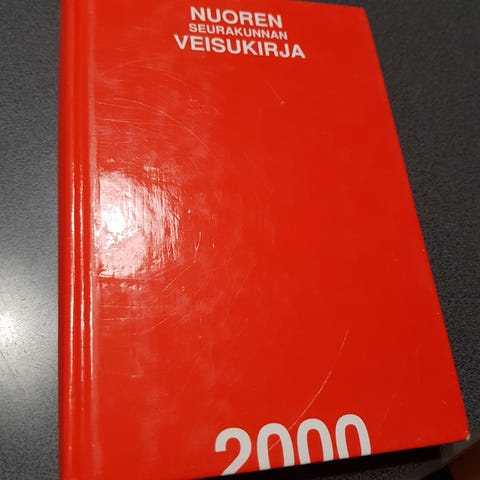 NUOREN
SEURAKUNNAN
VEISUKIRJA
2000